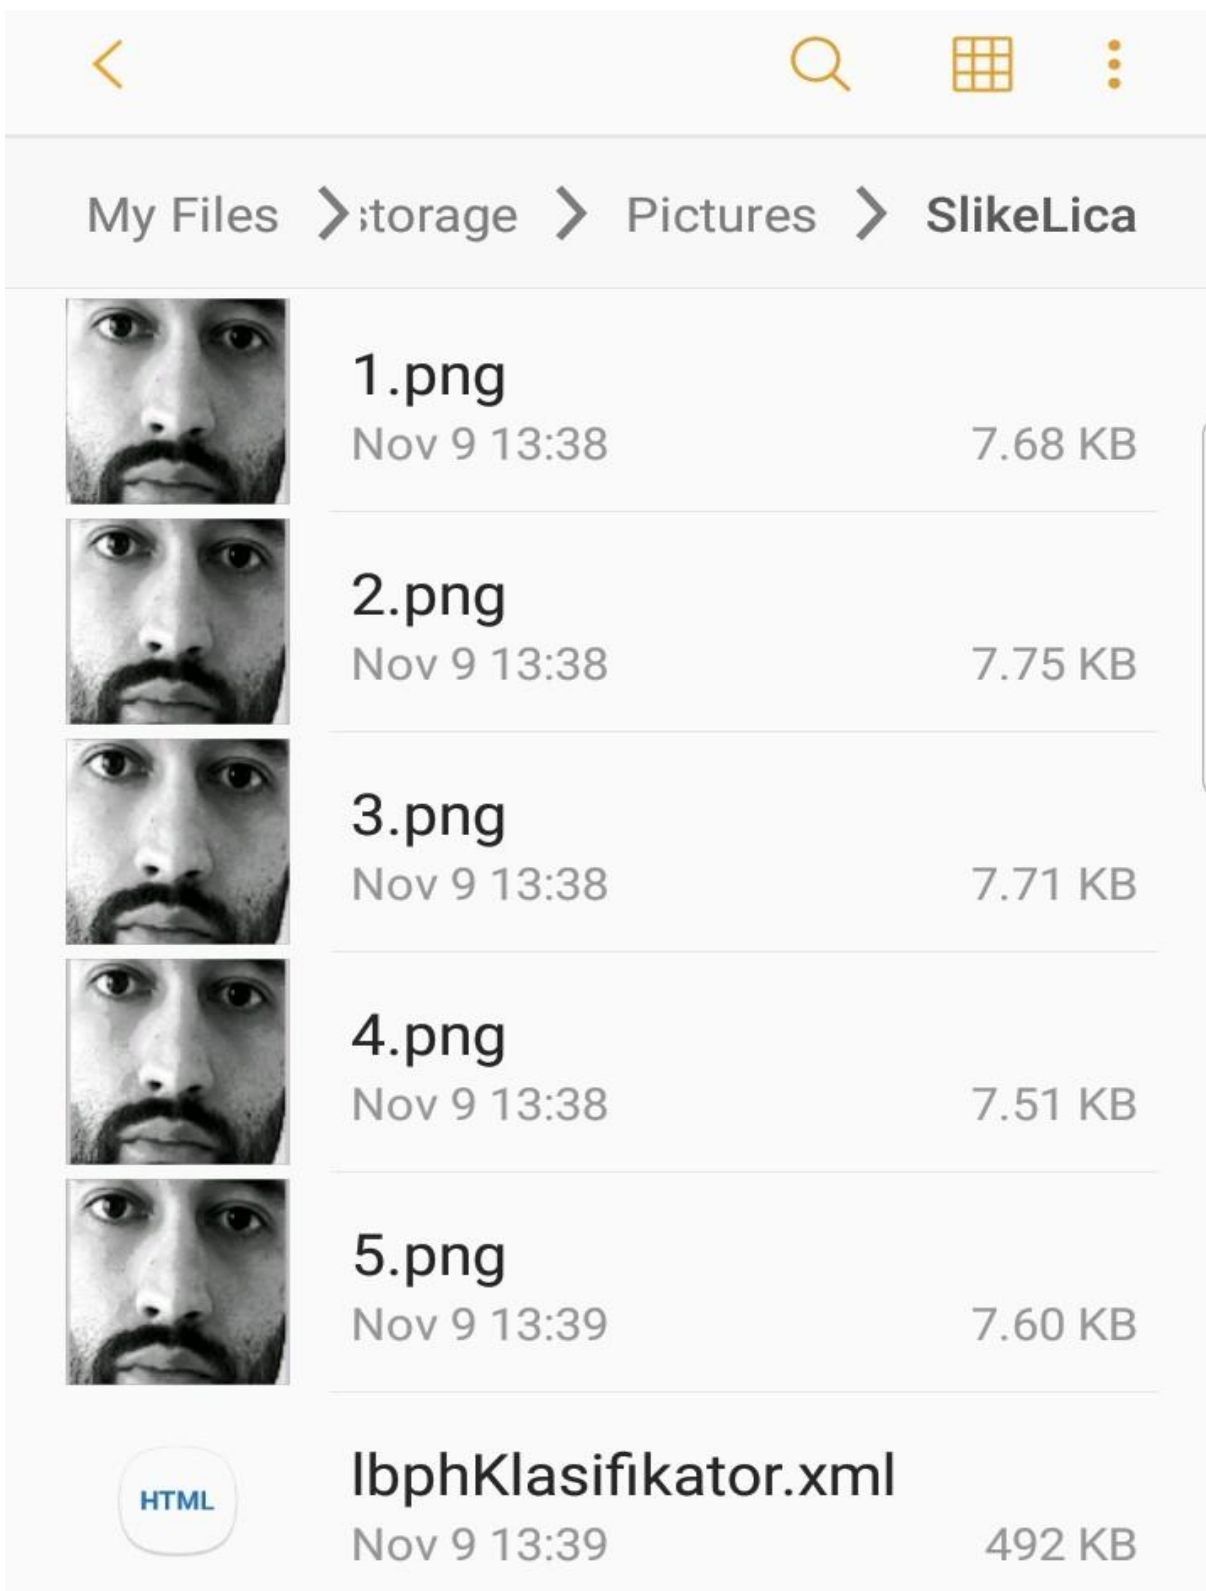 My Files storage Pictures SlikeLica
1.png
Nov 9 13:38 7.68 KB
2.png
Nov 9 13:38 7.75 KB
3.png
Nov 9 13:38 7.71 KB
4.png
Nov 9 13:38 7.51 KB
5.png
Nov 9 13:39 7.60 KB
HTML
lbphKlasifikator.xml
Nov 9 13:39 492 KB